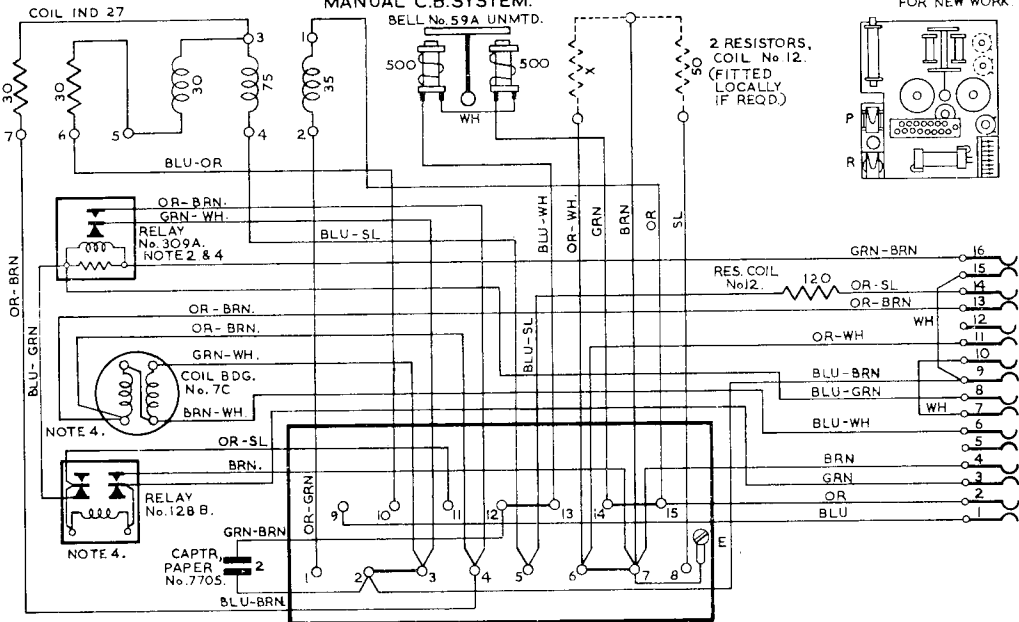 MANUAL C.B. SYSTEM.
FOR NEW WORK.
COIL IND 27
BELL No. 59A UNMTD.
500
500
WH
2 RESISTORS,
COIL No. 12.
(FITTED
LOCALLY
IF REQD.)
X
50
30
30
30
75
35
3
1
7
6
5
4
2
P
R
BLU-OR
OR-BRN.
GRN-WH.
RELAY
No. 309A.
NOTE 2 & 4
BLU-SL
BLU-WH
OR-WH.
GRN
BRN
OR
SL
OR-BRN
BLU-GRN
GRN-BRN
RES. COIL
No 12.
120
OR-SL
OR-BRN
OR-BRN.
OR-BRN.
GRN-WH.
COIL BDG.
No. 7C
BRN-WH.
NOTE 4.
BLU-SL
WH
OR-WH
BLU-BRN
BLU-GRN
WH
BLU-WH
BRN
GRN
OR
BLU
16
15
14
13
12
11
10
9
8
7
6
5
4
3
2
1
OR-SL
BRN.
RELAY
No. 128 B.
NOTE 4.
OR-GRN
GRN-BRN
CAPTR,
PAPER
No. 7705.
2
BLU-BRN
9
10
11
12
13
14
15
E
1
2
3
4
5
6
7
8